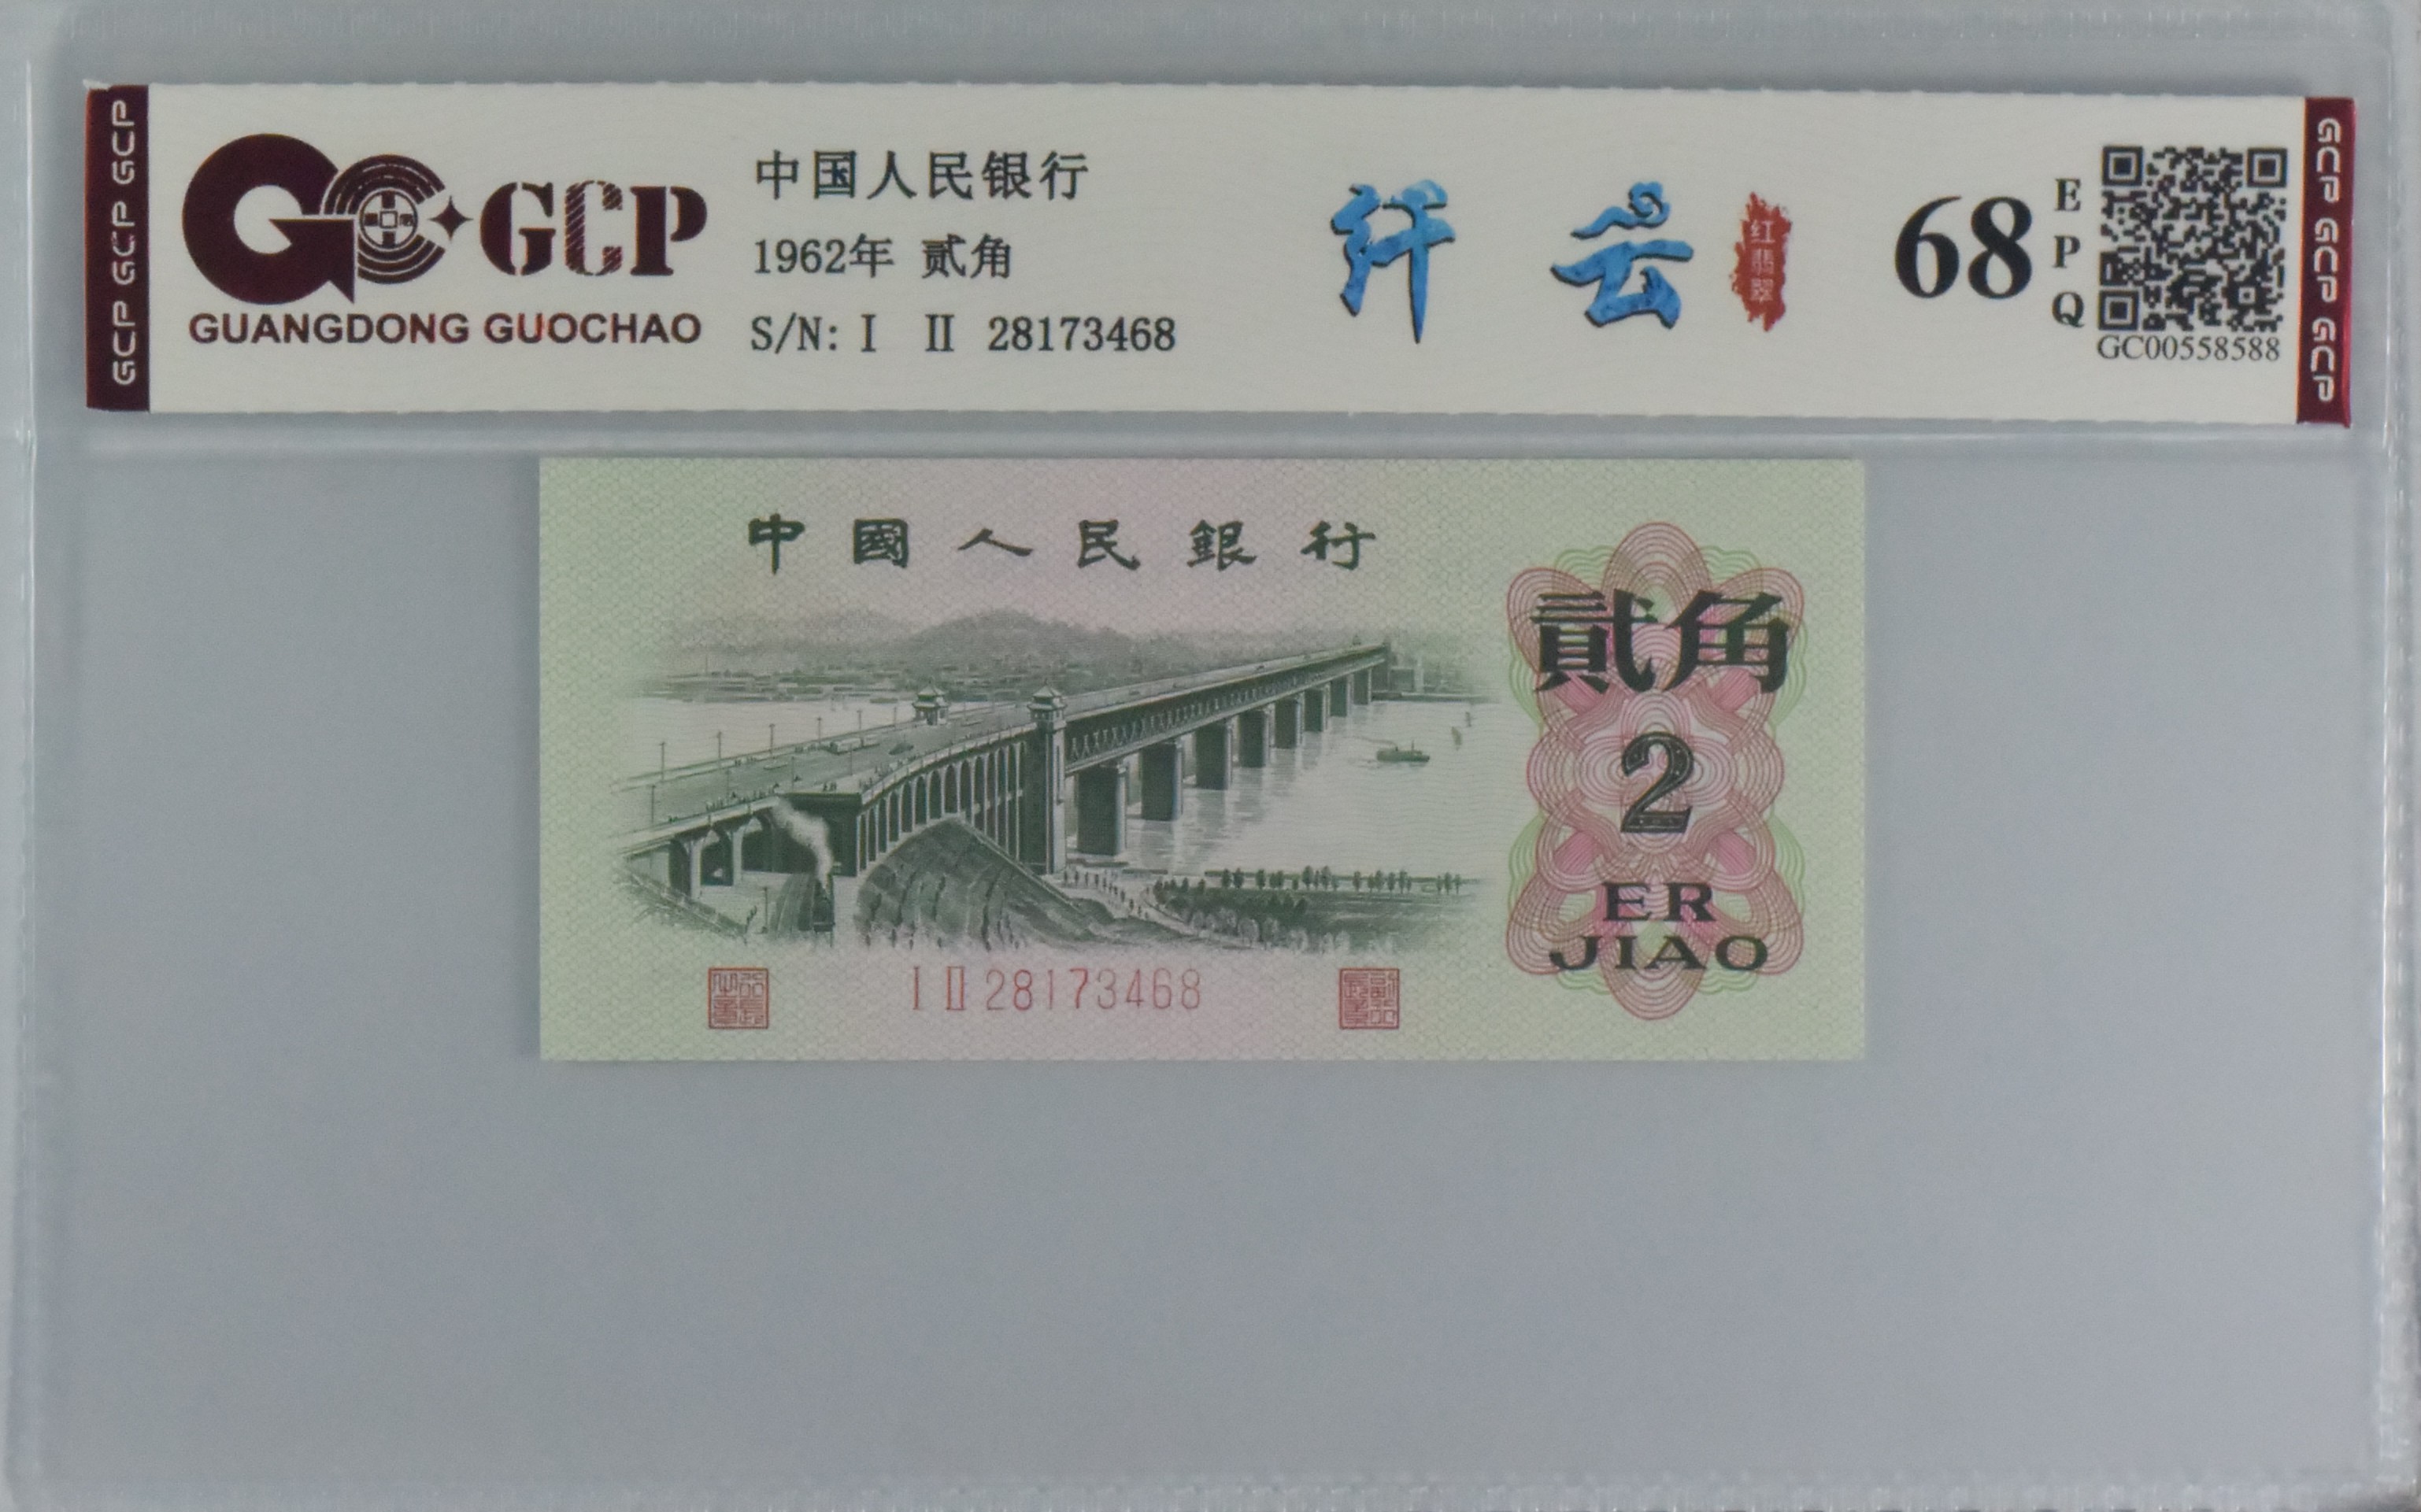 GCP GCP GCP
GCP
GUANGDONG GUOCHAO
中国人民银行
1962年 贰角
S/N: I II 28173468
纤云
红翡翠
68
EPQ
GC00558588
GCP GCP GCP
中國人民銀行
貳角
2
ER
JIAO
I II 28173468